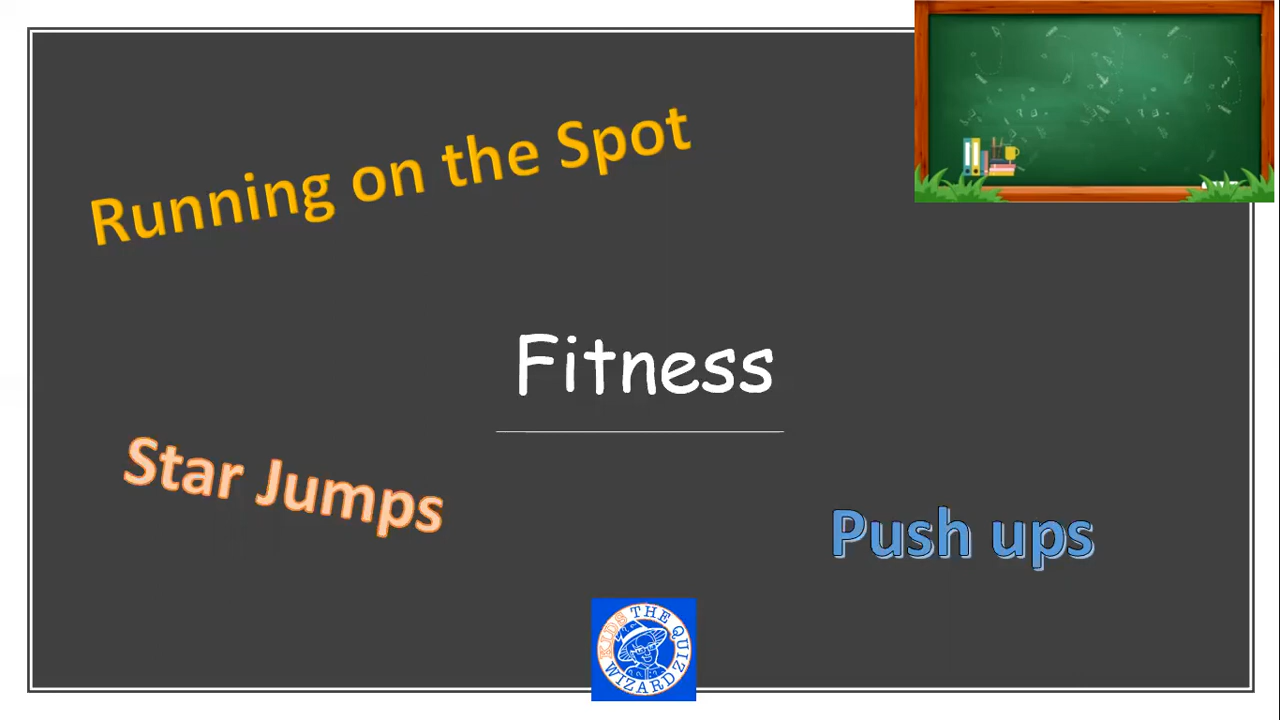 Running on the Spot
Fitness
Star Jumps
Push ups
KIDS THE QUIZ WIZARD